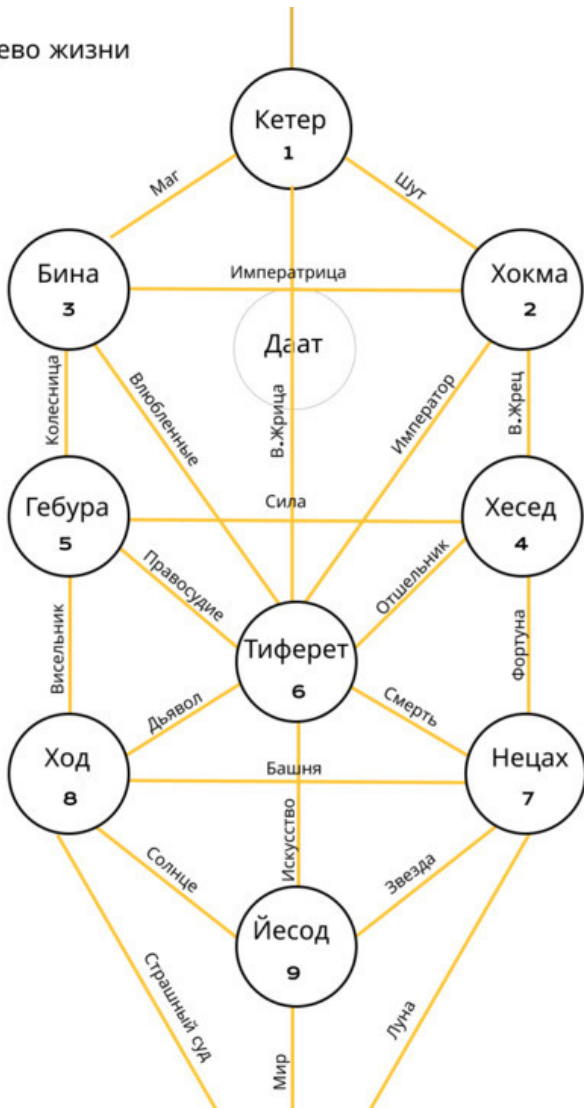 ево жизни
Кетер
1
Маг
Шут
Бина
3
Императрица
Хокма
2
Даат
Колесница
Влюбленные
В.Жрица
Император
В.Жрец
Гебура
5
Сила
Хесед
4
Правосудие
Отшельник
Висельник
Тиферет
6
Фортуна
Дьявол
Смерть
Ход
8
Башня
Нецах
7
Искусство
Солнце
Звезда
Йесод
9
Страшный суд
Мир
Луна